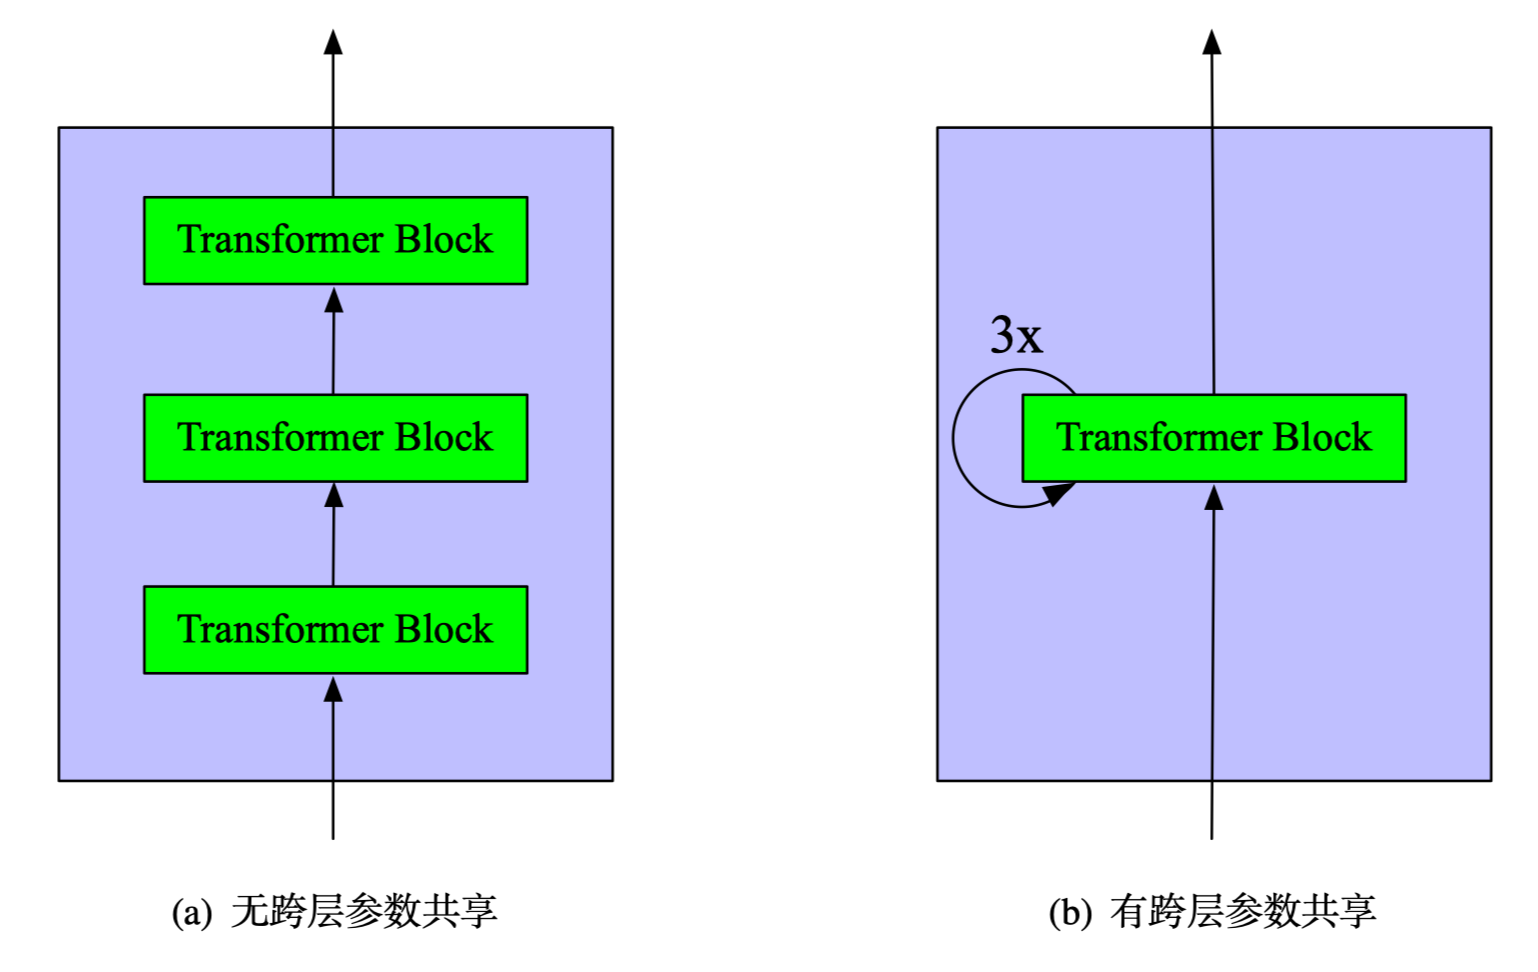 Transformer Block
Transformer Block
Transformer Block
(a) 无跨层参数共享
3x
Transformer Block
(b) 有跨层参数共享